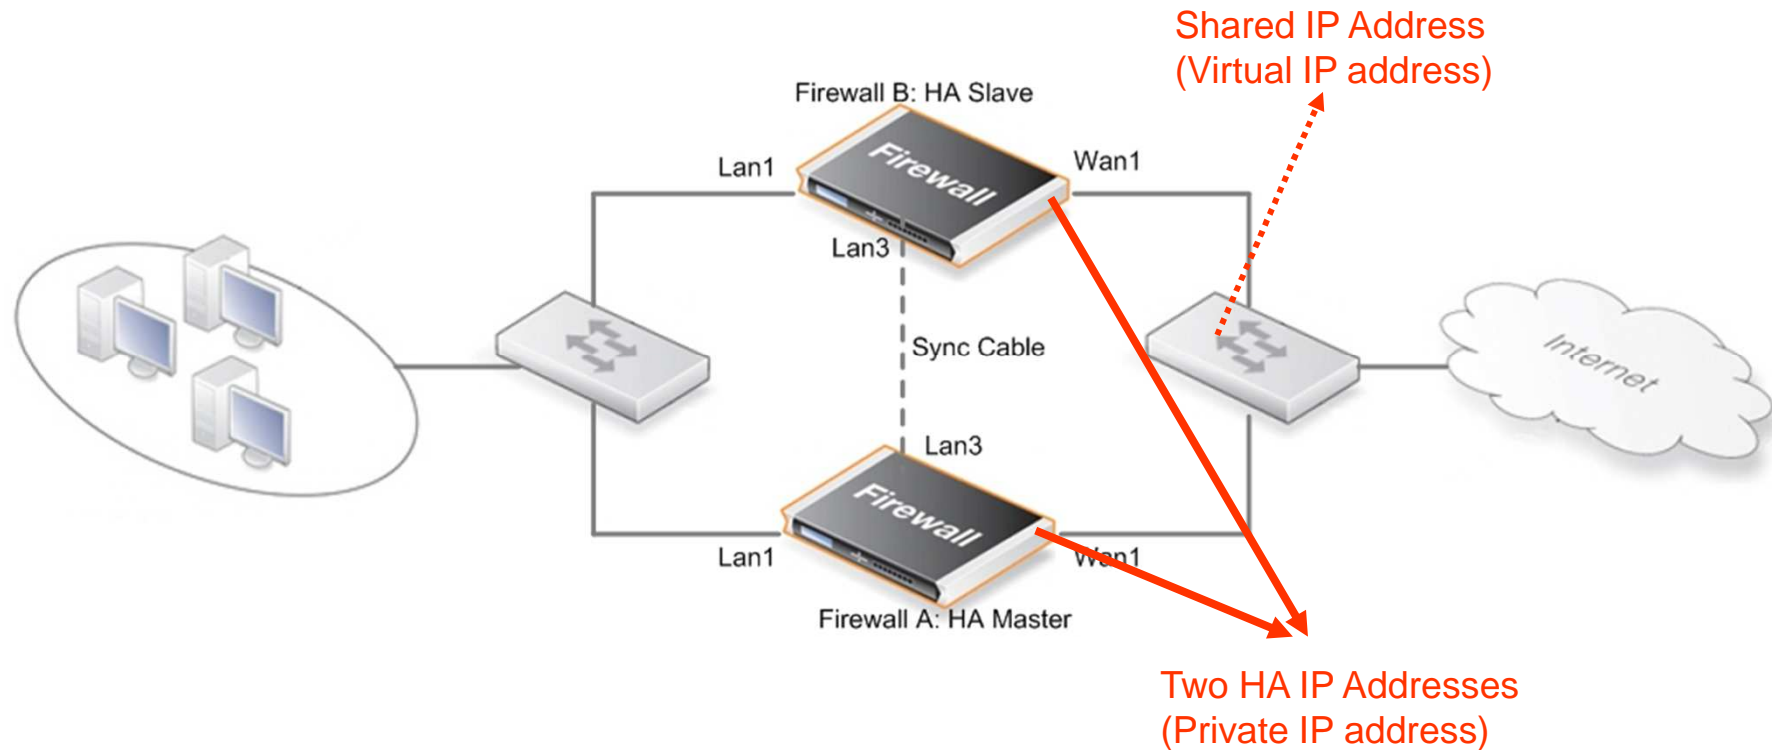 Shared IP Address
(Virtual IP address)
Firewall B: HA Slave
Lan1
Firewall
Wan1
Lan3
Sync Cable
Internet
Lan3
Firewall
Lan1
Wan1
Firewall A: HA Master
Two HA IP Addresses
(Private IP address)